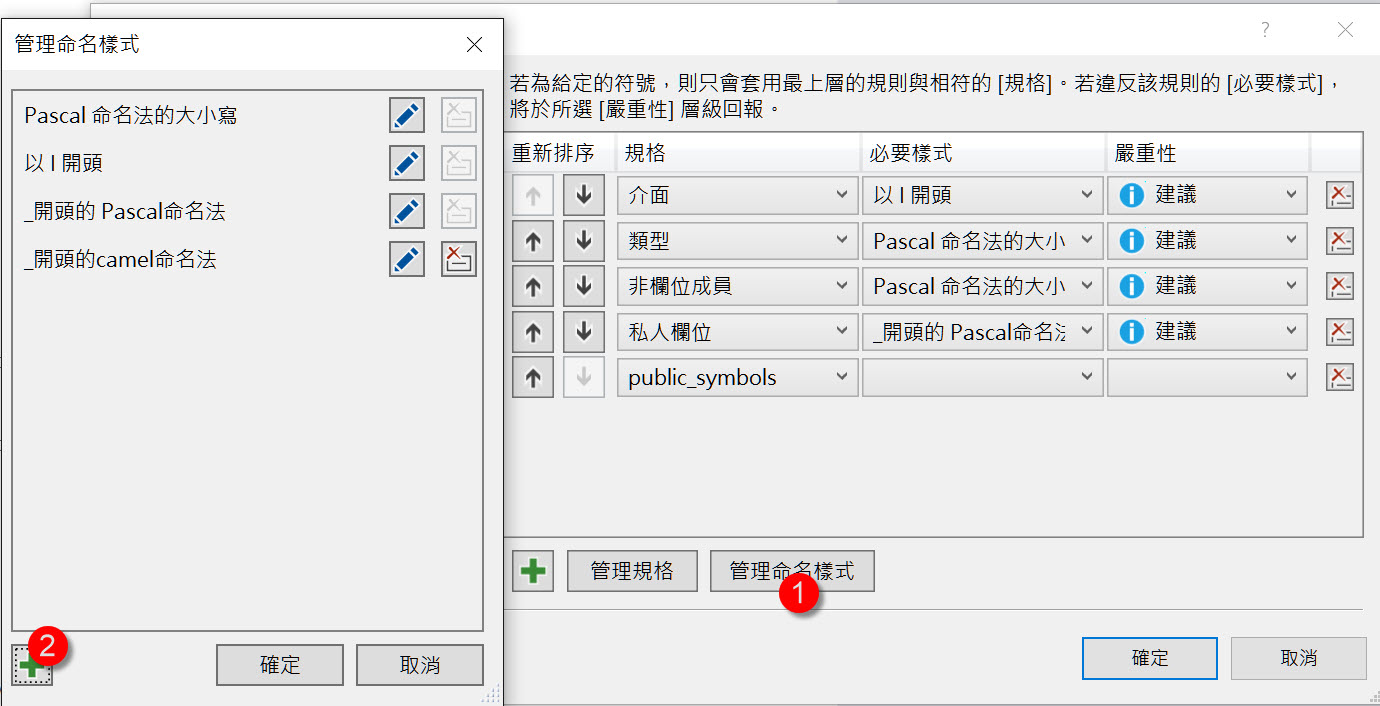 管理命名樣式
Pascal 命名法的大小寫
以 I 開頭
_開頭的 Pascal命名法
_開頭的camel命名法
2
確定
取消
?
若為給定的符號，則只會套用最上層的規則與相符的 [規格]。若違反該規則的 [必要樣式]，
將於所選 [嚴重性] 層級回報。
重新排序 規格 必要樣式 嚴重性
介面 以 I 開頭 建議
類型 Pascal 命名法的大小 建議
非欄位成員 Pascal 命名法的大小 建議
私人欄位 _開頭的 Pascal命名 建議
public_symbols
管理規格 管理命名樣式
1
確定 取消